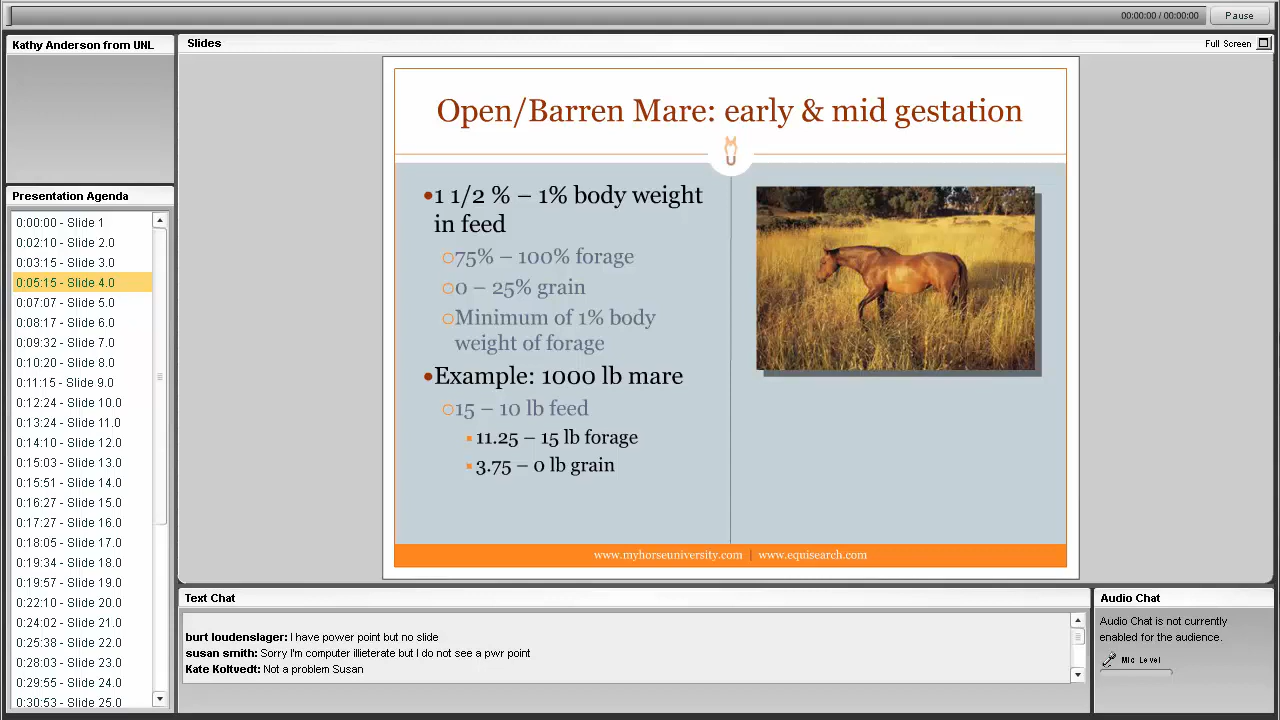 00:00:00 / 00:00:00
Pause
Kathy Anderson from UNL
Slides
Full Screen
Open/Barren Mare: early & mid gestation
•1 1/2 % – 1% body weight
in feed
○75% – 100% forage
○0 – 25% grain
○Minimum of 1% body
weight of forage
•Example: 1000 lb mare
○15 – 10 lb feed
▪ 11.25 – 15 lb forage
▪ 3.75 – 0 lb grain
www.myhorseuniversity.com | www.equisearch.com
Presentation Agenda
0:00:00 - Slide 1
0:02:10 - Slide 2.0
0:03:15 - Slide 3.0
0:05:15 - Slide 4.0
0:07:07 - Slide 5.0
0:08:17 - Slide 6.0
0:09:32 - Slide 7.0
0:10:20 - Slide 8.0
0:11:15 - Slide 9.0
0:12:24 - Slide 10.0
0:13:24 - Slide 11.0
0:14:10 - Slide 12.0
0:15:03 - Slide 13.0
0:15:51 - Slide 14.0
0:16:27 - Slide 15.0
0:17:27 - Slide 16.0
0:18:05 - Slide 17.0
0:19:34 - Slide 18.0
0:19:57 - Slide 19.0
0:22:10 - Slide 20.0
0:24:02 - Slide 21.0
0:25:38 - Slide 22.0
0:28:03 - Slide 23.0
0:29:55 - Slide 24.0
0:30:53 - Slide 25.0
Text Chat
burt loudenslager: I have power point but no slide
susan smith: Sorry I'm computer illieterate but I do not see a pwr point
Kate Koltvedt: Not a problem Susan
Audio Chat
Audio Chat is not currently
enabled for the audience.
Mic Level